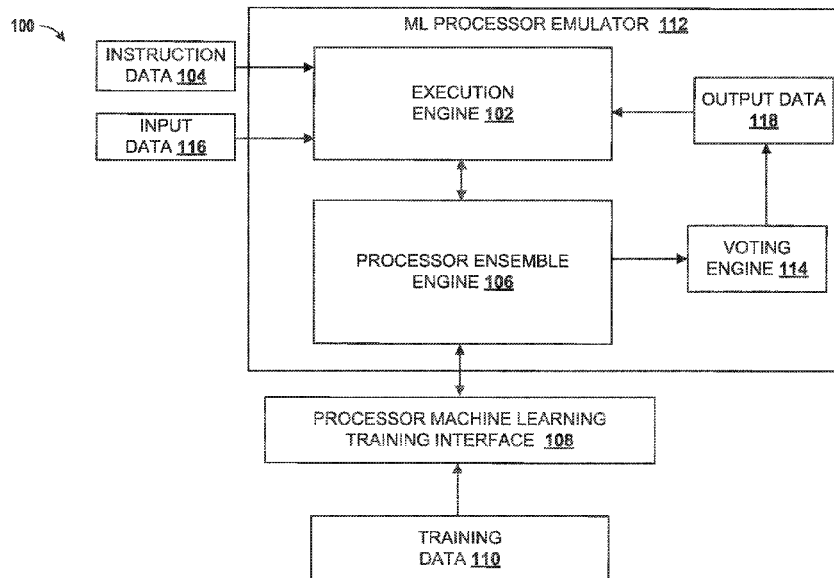 100
ML PROCESSOR EMULATOR 112
INSTRUCTION
DATA 104
INPUT
DATA 116
EXECUTION
ENGINE 102
OUTPUT DATA
118
PROCESSOR ENSEMBLE
ENGINE 106
VOTING
ENGINE 114
PROCESSOR MACHINE LEARNING
TRAINING INTERFACE 108
TRAINING
DATA 110